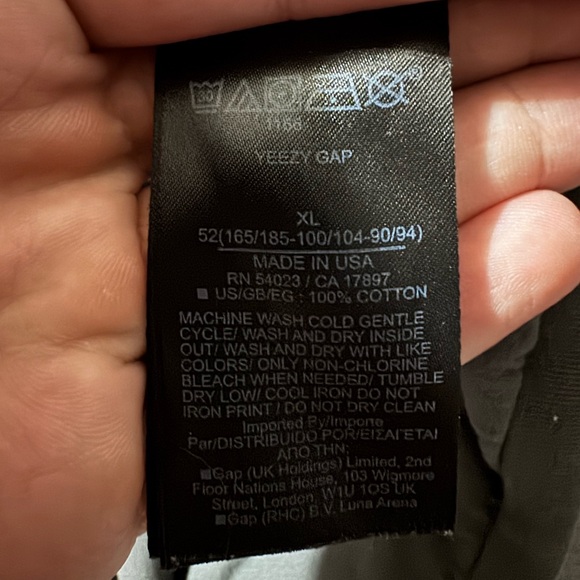 30
YEEZY GAP
XL
52(165/185-100/104-90/94)
MADE IN USA
RN 54023 / CA 17897
US/GB/EG : 100% COTTON
MACHINE WASH COLD GENTLE
CYCLE/ WASH AND DRY INSIDE
OUT/ WASH AND DRY WITH LIKE
COLORS/ ONLY NON-CHLORINE
BLEACH WHEN NEEDED/ TUMBLE
DRY LOW/ COOL IRON DO NOT
IRON PRINT / DO NOT DRY CLEAN
Imported By/Importe
Par/DISTRIBUIDO POR/ΕΙΣΑΓΕΤΑΙ
ΑΠΟ ΤΗΝ:
Gap (UK Holdings) Limited, 2nd
Floor Nations House, 103 Wigmore
Street, London, W1U 1QS UK
Gap (RHC) B.V. Luna Arena